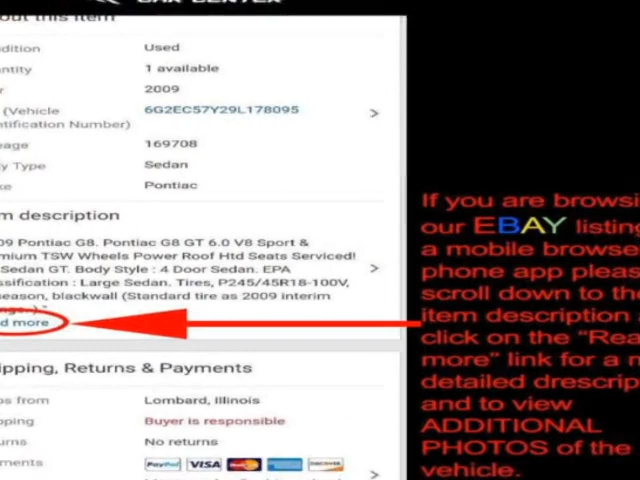 CAR CENTER
out this item
dition Used
ntity 1 available
r 2009
(Vehicle 6G2EC57Y29L178095
ntification Number)
eage 169708
y Type Sedan
ke Pontiac
m description
09 Pontiac G8. Pontiac G8 GT 6.0 V8 Sport &
mium TSW Wheels Power Roof Htd Seats Serviced!
Sedan GT. Body Style : 4 Door Sedan. EPA
ssification : Large Sedan. Tires, P245/45R18-100V,
season, blackwall (Standard tire as 2009 interim
d more
ipping, Returns & Payments
s from Lombard, Illinois
pping Buyer is responsible
urns No returns
ments PayPal VISA DISCOVER
If you are browsi
our EBAY listing
a mobile browse
phone app pleas
scroll down to the
item description a
click on the "Rea
more" link for a m
detailed drescrip
and to view
ADDITIONAL
PHOTOS of the
vehicle.